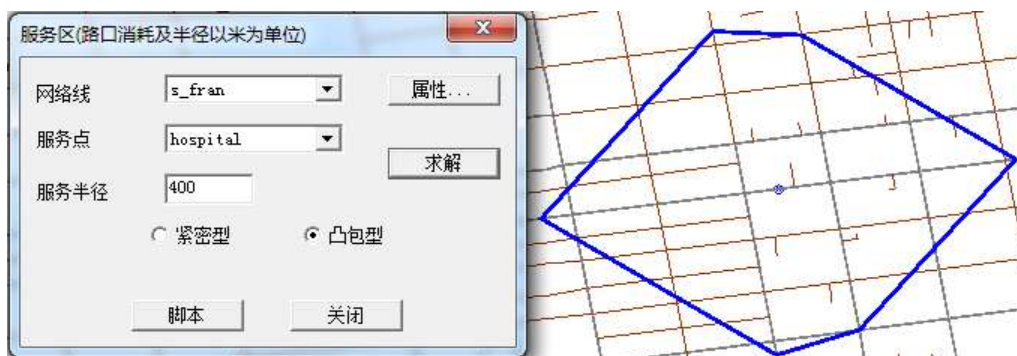 服务区(路口消耗及半径以米为单位)
网络线
s_fran
属性...
服务点
hospital
求解
服务半径
400
紧密型
凸包型
脚本
关闭